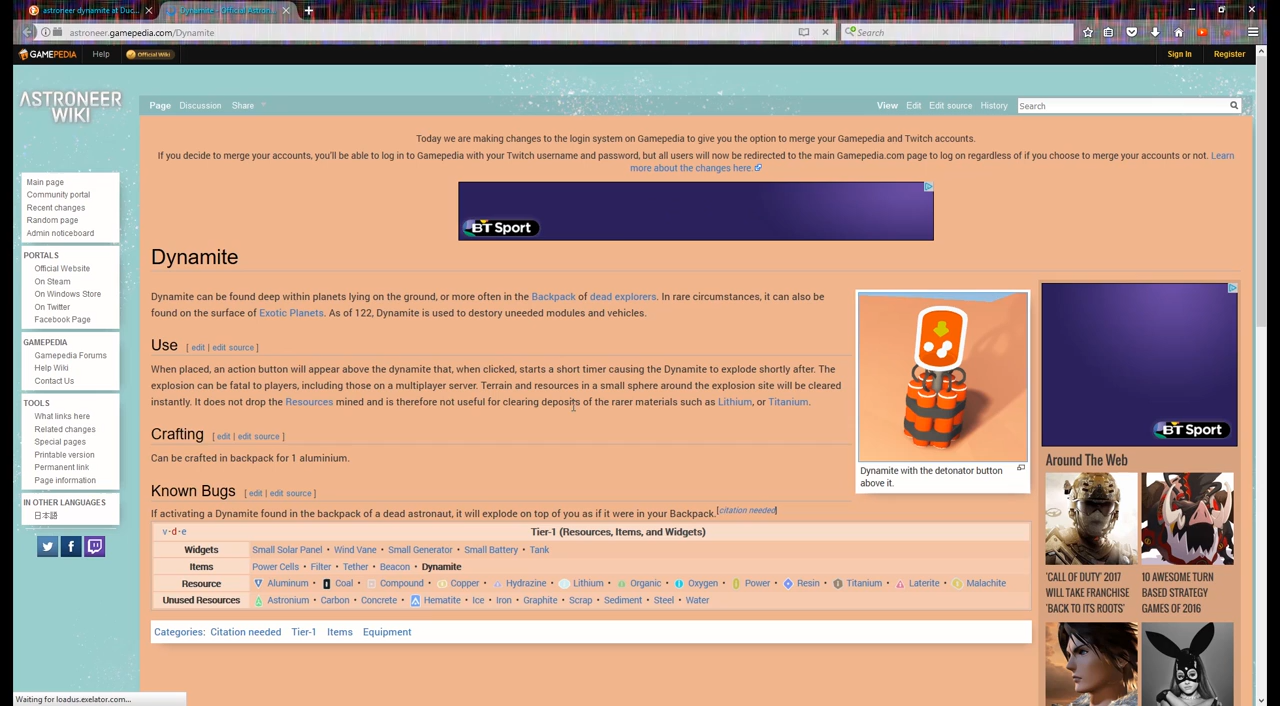 astroneer dynamite at Duc...
Dynamite - Official Astron...
astroneer.gamepedia.com/Dynamite
Search
GAMEPEDIA
Help
Official Wiki
Sign In
Register
ASTRONEER
WIKI
Page
Discussion
Share
View
Edit
Edit source
History
Search
Today we are making changes to the login system on Gamepedia to give you the option to merge your Gamepedia and Twitch accounts.
If you decide to merge your accounts, you'll be able to log in to Gamepedia with your Twitch username and password, but all users will now be redirected to the main Gamepedia.com page to log on regardless of if you choose to merge your accounts or not. Learn
more about the changes here.
BT Sport
Main page
Community portal
Recent changes
Random page
Admin noticeboard
PORTALS
Official Website
On Steam
On Windows Store
On Twitter
Facebook Page
GAMEPEDIA
Gamepedia Forums
Help Wiki
Contact Us
TOOLS
What links here
Related changes
Special pages
Printable version
Permanent link
Page information
IN OTHER LANGUAGES
日本語
Dynamite
Dynamite can be found deep within planets lying on the ground, or more often in the Backpack of dead explorers. In rare circumstances, it can also be
found on the surface of Exotic Planets. As of 122, Dynamite is used to destory uneeded modules and vehicles.
Use [ edit | edit source ]
When placed, an action button will appear above the dynamite that, when clicked, starts a short timer causing the Dynamite to explode shortly after. The
explosion can be fatal to players, including those on a multiplayer server. Terrain and resources in a small sphere around the explosion site will be cleared
instantly. It does not drop the Resources mined and is therefore not useful for clearing deposits of the rarer materials such as Lithium, or Titanium.
Crafting [ edit | edit source ]
Can be crafted in backpack for 1 aluminium.
Known Bugs [ edit | edit source ]
If activating a Dynamite found in the backpack of a dead astronaut, it will explode on top of you as if it were in your Backpack.[citation needed]
Dynamite with the detonator button
above it.
v·d·e
Tier-1 (Resources, Items, and Widgets)
Widgets Small Solar Panel • Wind Vane • Small Generator • Small Battery • Tank
Items Power Cells • Filter • Tether • Beacon • Dynamite
Resource Aluminum • Coal • Compound • Copper • Hydrazine • Lithium • Organic • Oxygen • Power • Resin • Titanium • Laterite • Malachite
Unused Resources Astronium • Carbon • Concrete • Hematite • Ice • Iron • Graphite • Scrap • Sediment • Steel • Water
Categories: Citation needed Tier-1 Items Equipment
BT Sport
Around The Web
'CALL OF DUTY' 2017
WILL TAKE FRANCHISE
'BACK TO ITS ROOTS'
10 AWESOME TURN
BASED STRATEGY
GAMES OF 2016
Waiting for loadus.exelator.com...